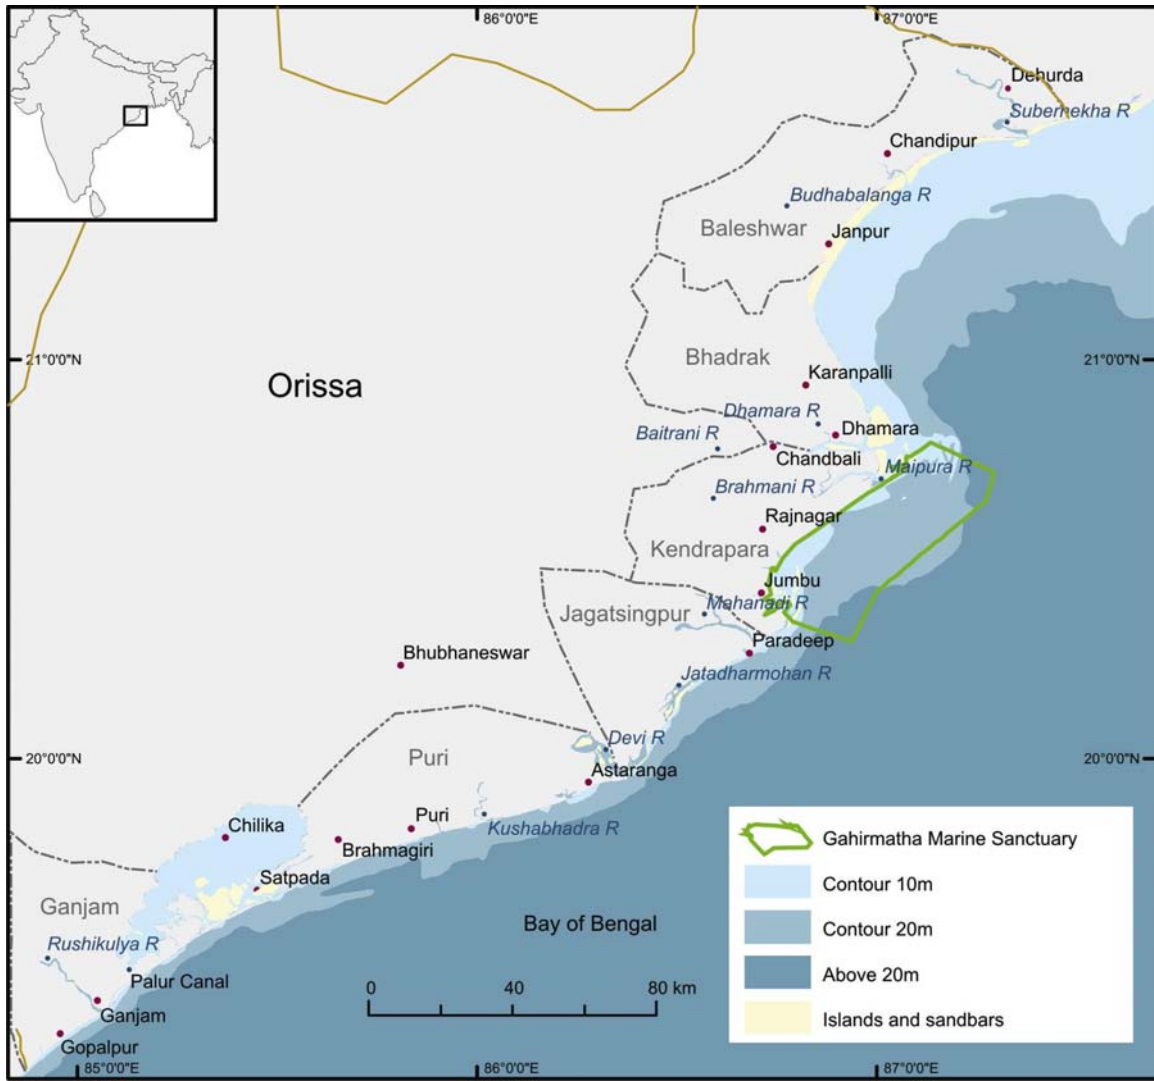 86°0'0"E
87°0'0"E
Dehurda
Subernekha R
Chandipur
Budhabalanga R
Baleshwar
Janpur
21°0'0"N
21°0'0"N
Bhadrak
Karanpalli
Orissa
Dhamara R
Dhamara
Baitrani R
Chandbali
Maipura R
Brahmani R
Rajnagar
Kendrapara
Jumbu
Jagatsingpur
Mahanadi R
Paradeep
Bhubhaneswar
Jatadharmohan R
Devi R
Puri
20°0'0"N
20°0'0"N
Astaranga
Chilika
Puri
Kushabhadra R
Brahmagiri
Satpada
Ganjam
Bay of Bengal
Rushikulya R
Palur Canal
Ganjam
Gopalpur
0 40 80 km
Gahirmatha Marine Sanctuary
Contour 10m
Contour 20m
Above 20m
Islands and sandbars
85°0'0"E
86°0'0"E
87°0'0"E